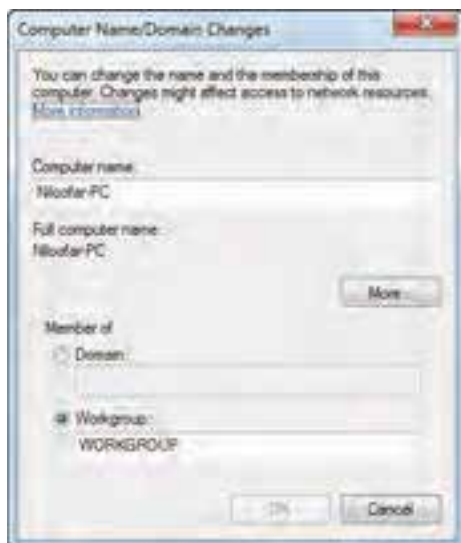 Computer Name/Domain Changes
You can change the name and the membership of this
computer. Changes might affect access to network resources.
More information
Computer name:
Niloofar-PC
Full computer name:
Niloofar-PC
More...
Member of
Domain:
Workgroup:
WORKGROUP
OK
Cancel